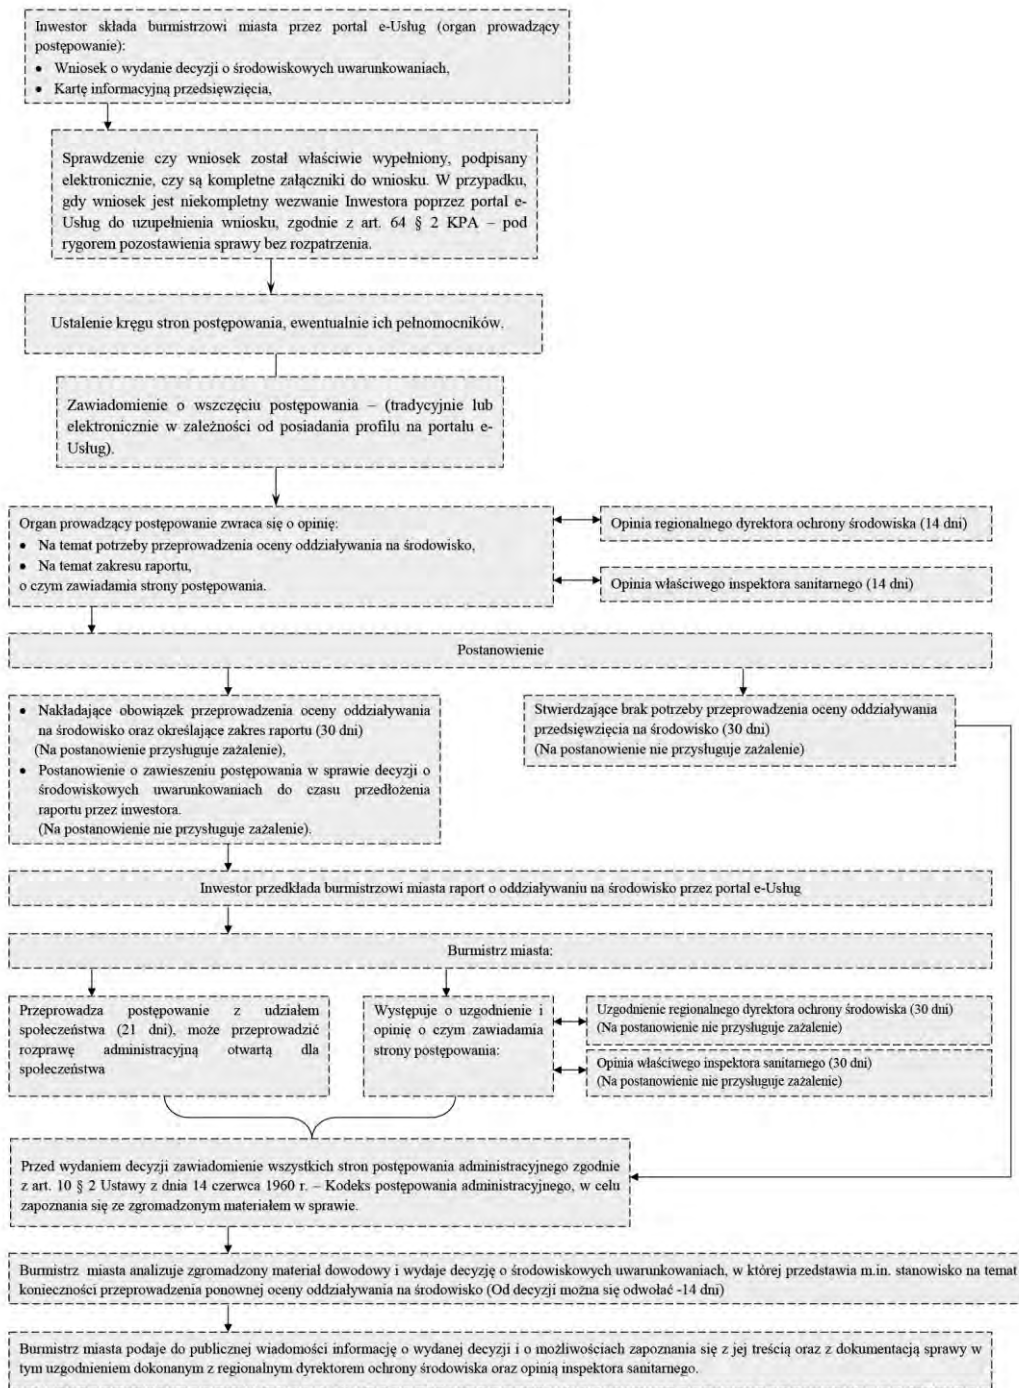 Inwestor składa burmistrzowi miasta przez portal e-Usług (organ prowadzący
postępowanie):
• Wniosek o wydanie decyzji o środowiskowych uwarunkowaniach,
• Kartę informacyjną przedsięwzięcia,
Sprawdzenie czy wniosek został właściwie wypełniony, podpisany
elektronicznie, czy są kompletne załączniki do wniosku. W przypadku,
gdy wniosek jest niekompletny wezwanie Inwestora poprzez portal e-
Usług do uzupełnienia wniosku, zgodnie z art. 64 § 2 KPA – pod
rygorem pozostawienia sprawy bez rozpatrzenia.
Ustalenie kręgu stron postępowania, ewentualnie ich pełnomocników.
Zawiadomienie o wszczęciu postępowania – (tradycyjnie lub
elektronicznie w zależności od posiadania profilu na portalu e-
Usług).
Organ prowadzący postępowanie zwraca się o opinię:
• Na temat potrzeby przeprowadzenia oceny oddziaływania na środowisko,
• Na temat zakresu raportu,
o czym zawiadamia strony postępowania.
Opinia regionalnego dyrektora ochrony środowiska (14 dni)
Opinia właściwego inspektora sanitarnego (14 dni)
Postanowienie
• Nakładające obowiązek przeprowadzenia oceny oddziaływania
na środowisko oraz określające zakres raportu (30 dni)
(Na postanowienie przysługuje zażalenie),
• Postanowienie o zawieszeniu postępowania w sprawie decyzji o
środowiskowych uwarunkowaniach do czasu przedłożenia
raportu przez inwestora.
(Na postanowienie nie przysługuje zażalenie).
Stwierdzające brak potrzeby przeprowadzenia oceny oddziaływania
przedsięwzięcia na środowisko (30 dni)
(Na postanowienie nie przysługuje zażalenie)
Inwestor przedkłada burmistrzowi miasta raport o oddziaływaniu na środowisko przez portal e-Usług
Burmistrz miasta:
Przeprowadza postępowanie z udziałem
społeczeństwa (21 dni), może przeprowadzić
rozprawę administracyjną otwartą dla
społeczeństwa
Występuje o uzgodnienie i
opinię o czym zawiadamia
strony postępowania:
Uzgodnienie regionalnego dyrektora ochrony środowiska (30 dni)
(Na postanowienie nie przysługuje zażalenie)
Opinia właściwego inspektora sanitarnego (30 dni)
(Na postanowienie nie przysługuje zażalenie)
Przed wydaniem decyzji zawiadomienie wszystkich stron postępowania administracyjnego zgodnie
z art. 10 § 2 Ustawy z dnia 14 czerwca 1960 r. – Kodeks postępowania administracyjnego, w celu
zapoznania się ze zgromadzonym materiałem w sprawie.
Burmistrz miasta analizuje zgromadzony materiał dowodowy i wydaje decyzję o środowiskowych uwarunkowaniach, w której przedstawia m.in. stanowisko na temat
konieczności przeprowadzenia ponownej oceny oddziaływania na środowisko (Od decyzji można się odwołać -14 dni)
Burmistrz miasta podaje do publicznej wiadomości informację o wydanej decyzji i o możliwościach zapoznania się z jej treścią oraz z dokumentacją sprawy w
tym uzgodnieniem dokonanym z regionalnym dyrektorem ochrony środowiska oraz opinią inspektora sanitarnego.